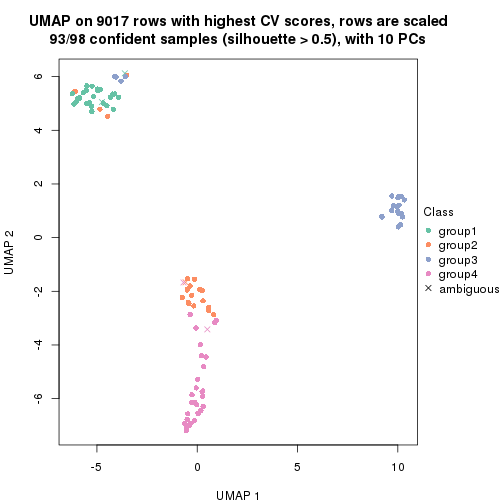 UMAP on 9017 rows with highest CV scores, rows are scaled
93/98 confident samples (silhouette > 0.5), with 10 PCs
6
4
2
0
-2
-4
-6
UMAP 2
-5
0
5
10
UMAP 1
Class
group1
group2
group3
group4
ambiguous